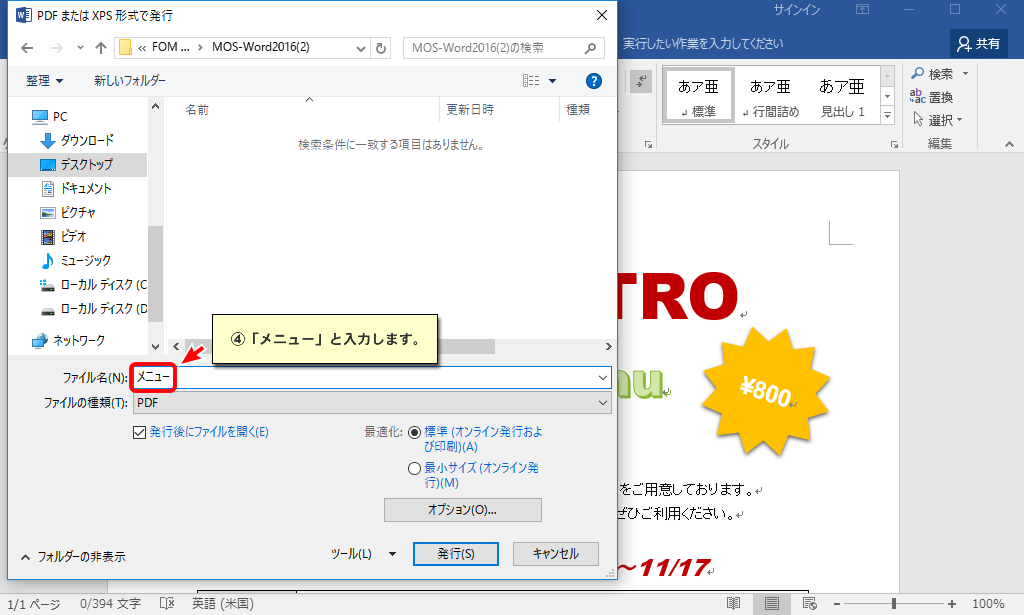 PDF または XPS 形式で発行
サインイン
« FOM ... › MOS-Word2016(2)
MOS-Word2016(2)の検索
実行したい作業を入力してください
共有
整理
新しいフォルダー
?
あア亜
あア亜
あア亜
↲ 標準
↲ 行間詰め
見出し 1
スタイル
検索
置換
選択
編集
名前
更新日時
種類
検索条件に一致する項目はありません。
PC
ダウンロード
デスクトップ
ドキュメント
ピクチャ
ビデオ
ミュージック
ローカル ディスク (C
ローカル ディスク (D
ネットワーク
④「メニュー」と入力します。
ファイル名(N):
メニュー
ファイルの種類(T):
PDF
発行後にファイルを開く(E)
最適化:
標準 (オンライン発行およ
び印刷)(A)
最小サイズ (オンライン発
行)(M)
オプション(O)...
フォルダーの非表示
ツール(L)
発行(S)
キャンセル
TRO
nu
¥800
をご用意しております。
ぜひご利用ください。
～11/17
1/1 ページ
0/394 文字
英語 (米国)
100%